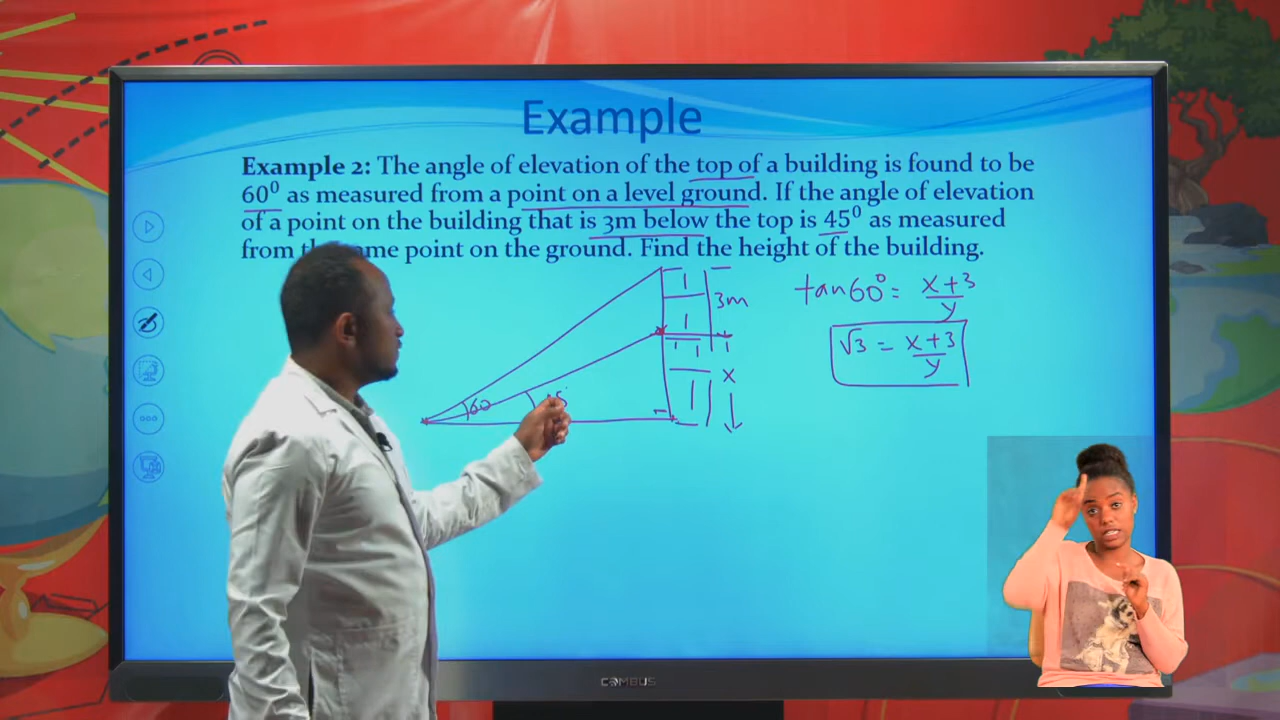 Example
Example 2: The angle of elevation of the top of a building is found to be
60⁰ as measured from a point on a level ground. If the angle of elevation
of a point on the building that is 3m below the top is 45⁰ as measured
from point on the ground. Find the height of the building.
tan60° = x+3/y
√3 = x+3/y
3m
x
60
CAMBUS